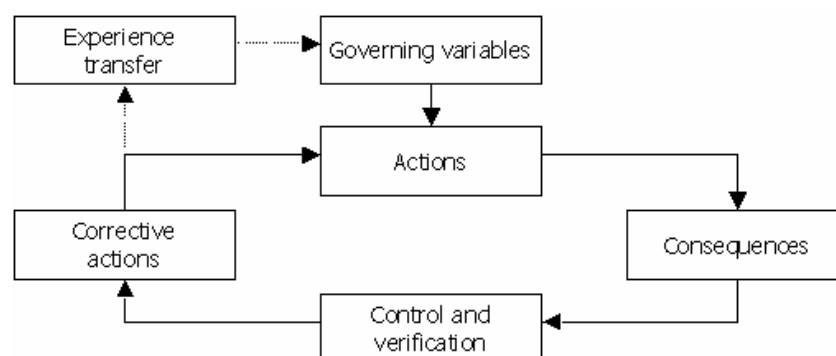 Experience
transfer
Governing variables
Actions
Corrective
actions
Consequences
Control and
verification